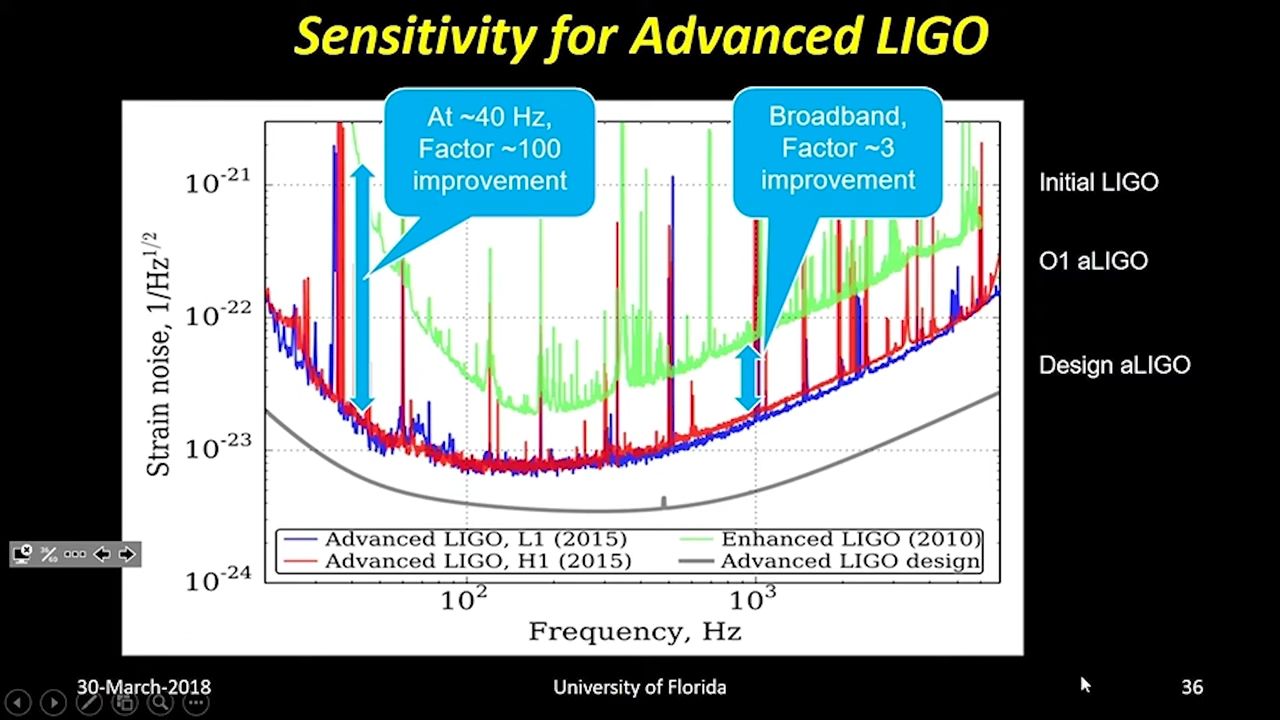 Sensitivity for Advanced LIGO
At ~40 Hz,
Factor ~100
improvement
Broadband,
Factor ~3
improvement
Initial LIGO
O1 aLIGO
Design aLIGO
Strain noise, 1/Hz^1/2
10^-21
10^-22
10^-23
10^-24
Advanced LIGO, L1 (2015)
Advanced LIGO, H1 (2015)
Enhanced LIGO (2010)
Advanced LIGO design
10^2
10^3
Frequency, Hz
30-March-2018
University of Florida
36